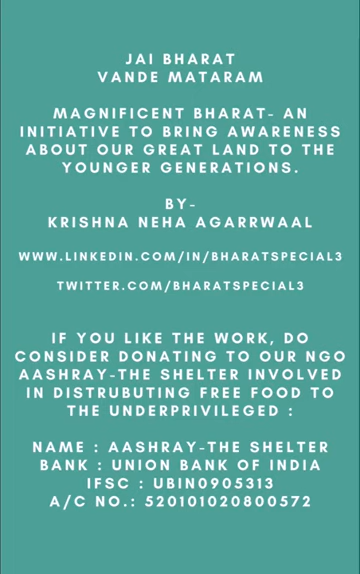 JAI BHARAT
VANDE MATARAM
MAGNIFICENT BHARAT- AN
INITIATIVE TO BRING AWARENESS
ABOUT OUR GREAT LAND TO THE
YOUNGER GENERATIONS.
BY-
KRISHNA NEHA AGARRWAAL
WWW.LINKEDIN.COM/IN/BHARATSPECIAL3
TWITTER.COM/BHARATSPECIAL3
IF YOU LIKE THE WORK, DO
CONSIDER DONATING TO OUR NGO
AASHRAY-THE SHELTER INVOLVED
IN DISTRUBUTING FREE FOOD TO
THE UNDERPRIVILEGED :
NAME : AASHRAY-THE SHELTER
BANK : UNION BANK OF INDIA
IFSC : UBIN0905313
A/C NO.: 520101020800572